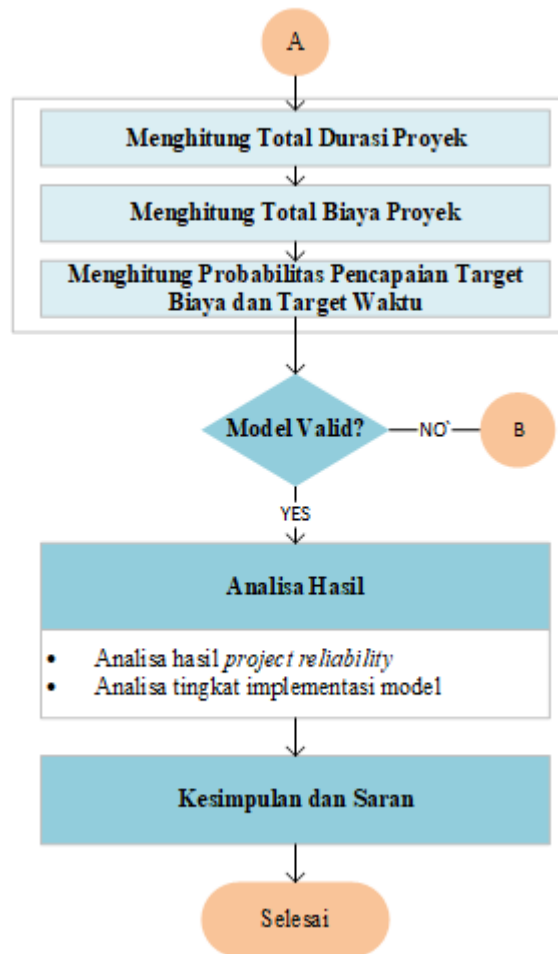 A
Menghitung Total Durasi Proyek
Menghitung Total Biaya Proyek
Menghitung Probabilitas Pencapaian Target
Biaya dan Target Waktu
Model Valid?
NO`
B
YES
Analisa Hasil
• Analisa hasil project reliability
• Analisa tingkat implementasi model
Kesimpulan dan Saran
Selesai